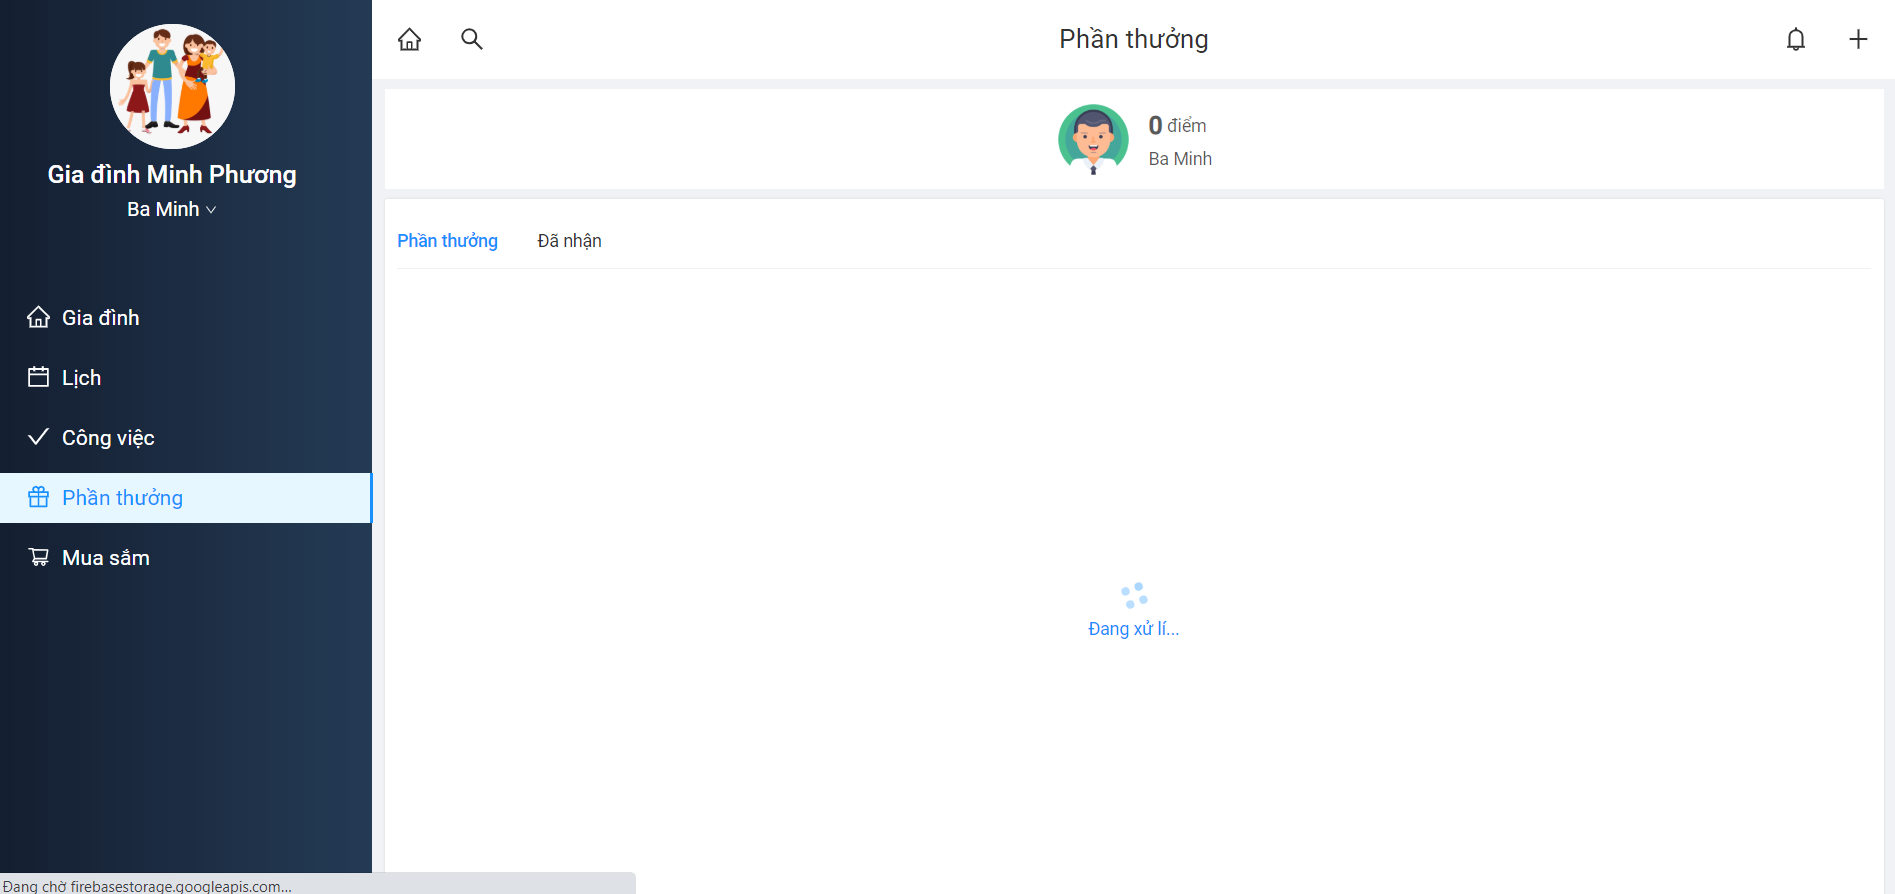 Gia đình Minh Phương
Ba Minh
Gia đình
Lịch
Công việc
Phần thưởng
Mua sắm
Phần thưởng
0 điểm
Ba Minh
Phần thưởng
Đã nhận
Đang xử lí...
Đang chờ firebasestorage.googleapis.com...